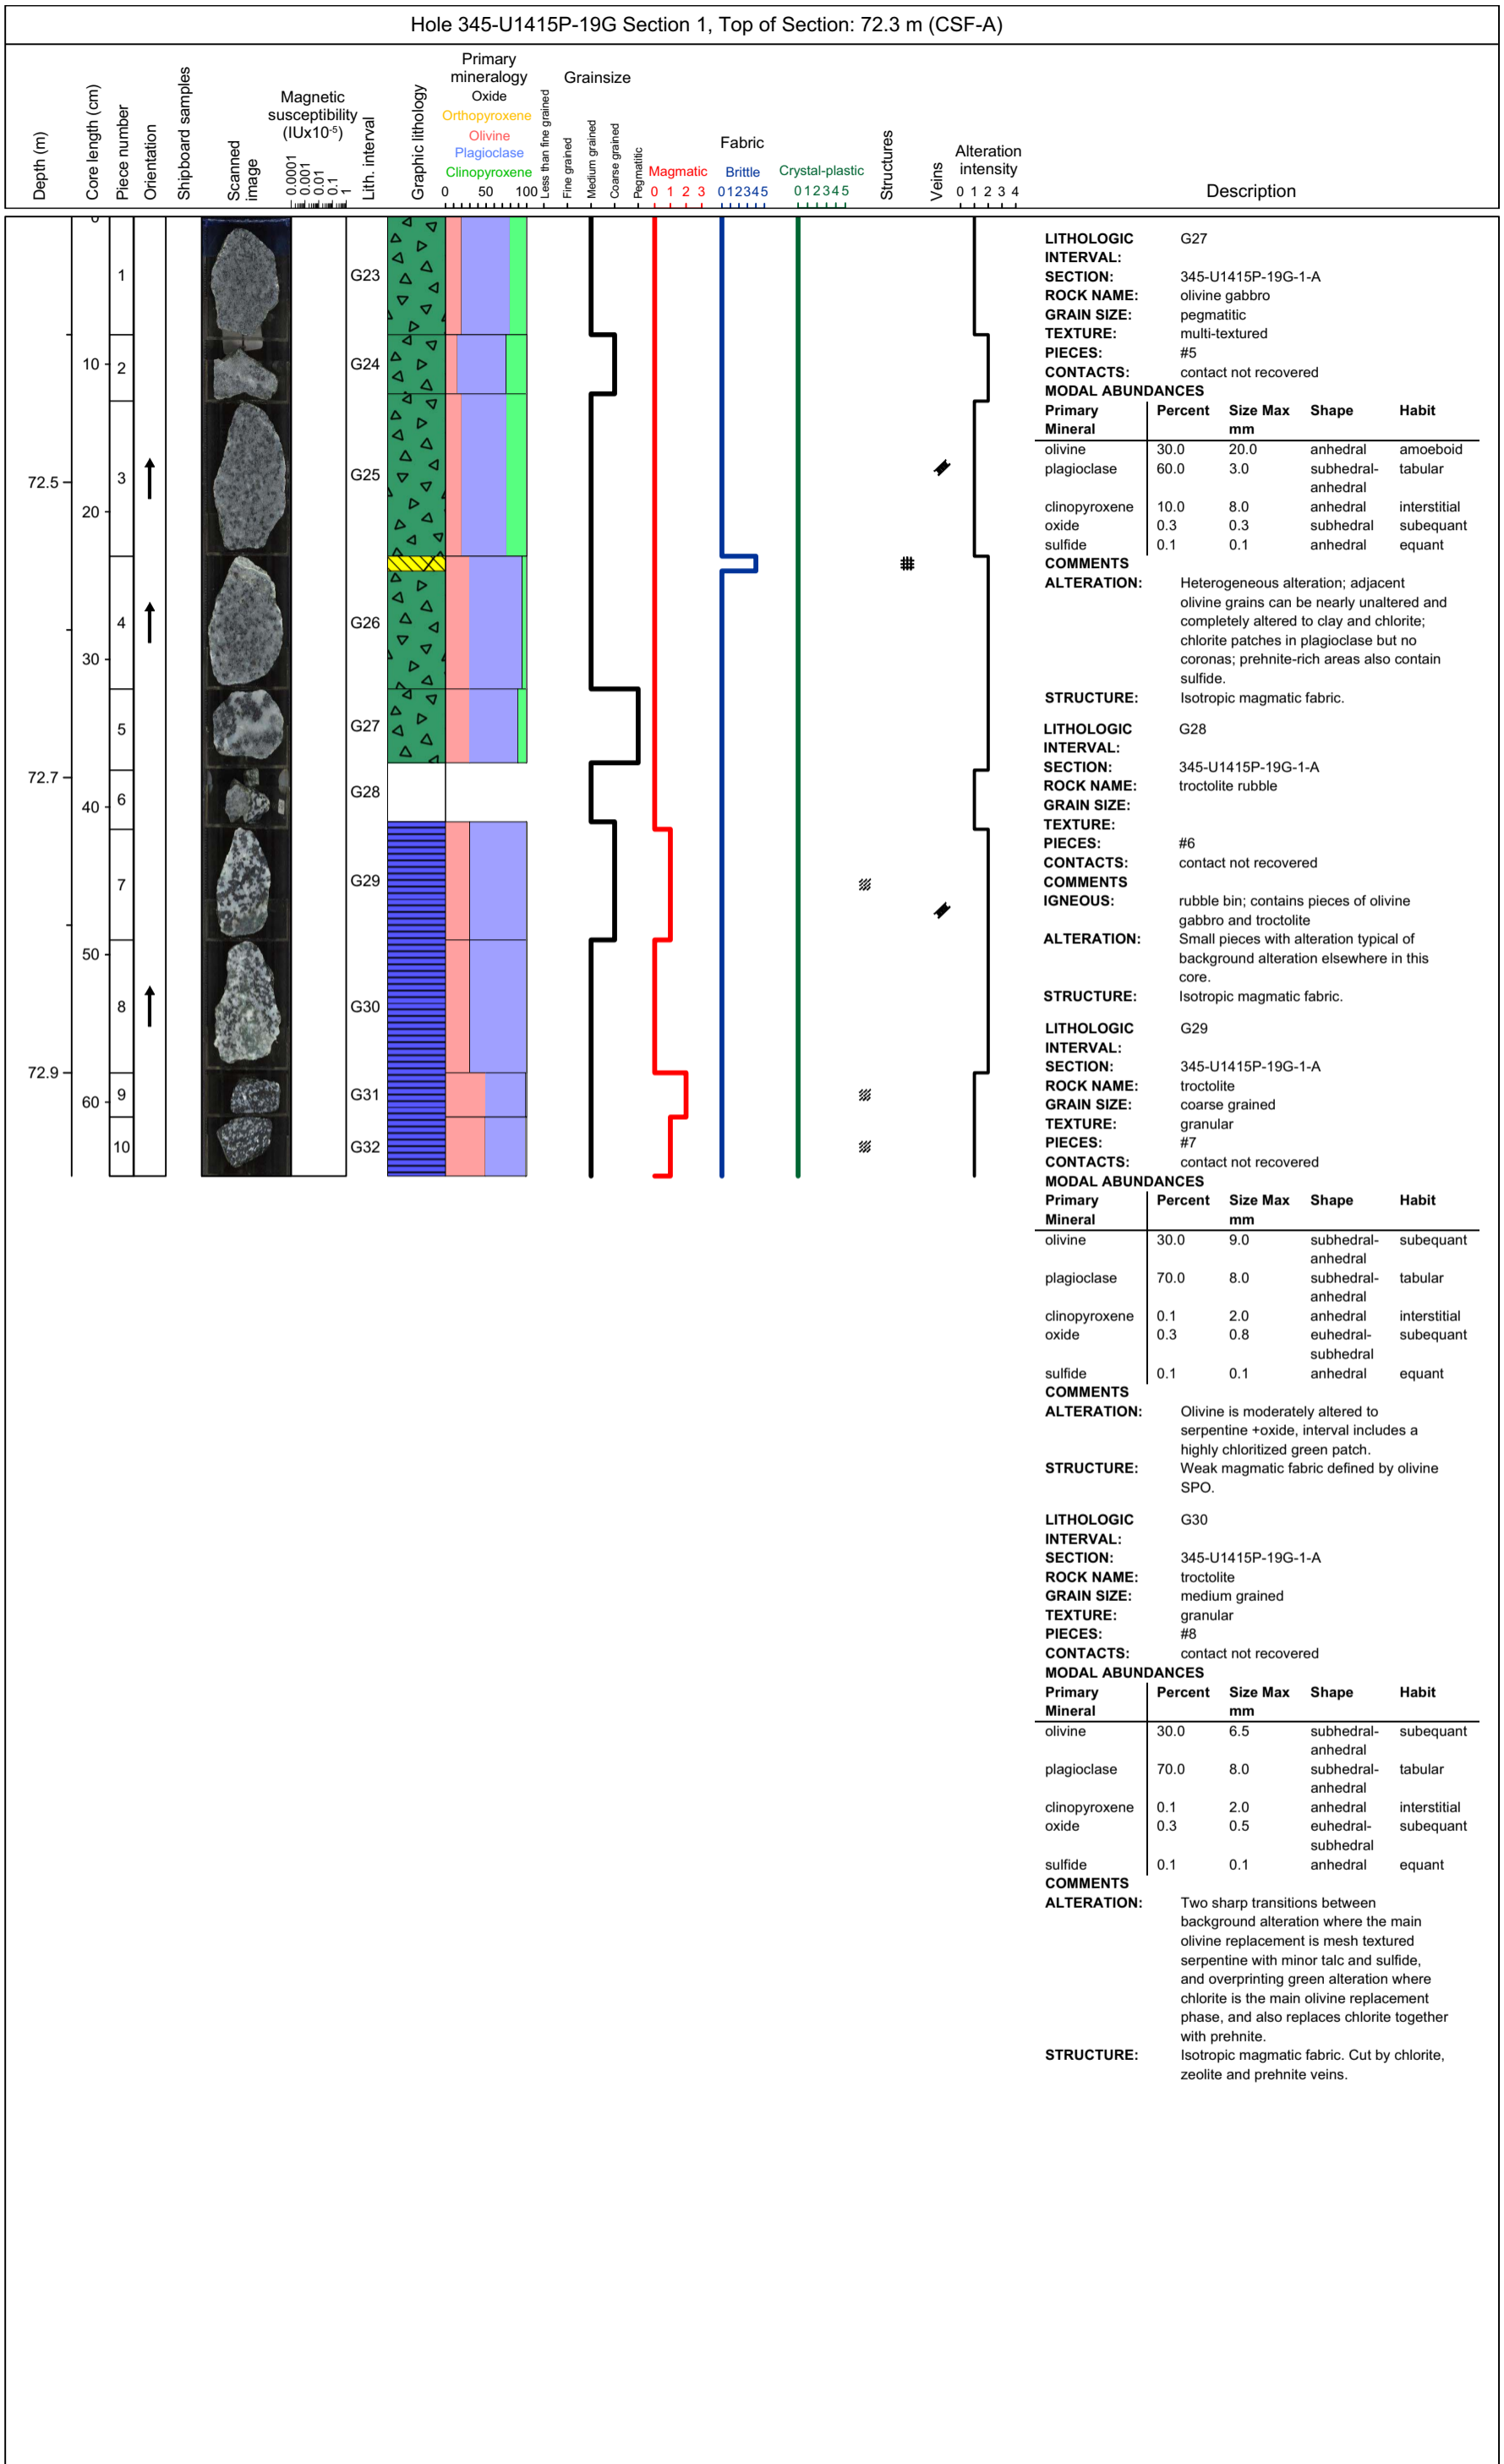 Hole 345-U1415P-19G Section 1, Top of Section: 72.3 m (CSF-A)
Depth (m)
Core length (cm)
Piece number
Orientation
Shipboard samples
Scanned
image
Magnetic
susceptibility
(IUx10-5)
0.0001
0.001
0.01
0.1
1
Lith. interval
Graphic lithology
Primary
mineralogy
Oxide
Orthopyroxene
Olivine
Plagioclase
Clinopyroxene
0 50 100
Grainsize
Less than fine grained
Fine grained
Medium grained
Coarse grained
Pegmatitic
Fabric
Magmatic
0 1 2 3
Brittle
012345
Crystal-plastic
012345
Structures
Veins
Alteration
intensity
0 1 2 3 4
Description
72.5
72.7
72.9
0
10
20
30
40
50
60
1
2
3
4
5
6
7
8
9
10
G23
G24
G25
G26
G27
G28
G29
G30
G31
G32
LITHOLOGIC G27
INTERVAL:
SECTION: 345-U1415P-19G-1-A
ROCK NAME: olivine gabbro
GRAIN SIZE: pegmatitic
TEXTURE: multi-textured
PIECES: #5
CONTACTS: contact not recovered
MODAL ABUNDANCES
Primary Percent Size Max Shape Habit
Mineral mm
olivine 30.0 20.0 anhedral amoeboid
plagioclase 60.0 3.0 subhedral- tabular
anhedral
clinopyroxene 10.0 8.0 anhedral interstitial
oxide 0.3 0.3 subhedral subequant
sulfide 0.1 0.1 anhedral equant
COMMENTS
ALTERATION: Heterogeneous alteration; adjacent
olivine grains can be nearly unaltered and
completely altered to clay and chlorite;
chlorite patches in plagioclase but no
coronas; prehnite-rich areas also contain
sulfide.
STRUCTURE: Isotropic magmatic fabric.
LITHOLOGIC G28
INTERVAL:
SECTION: 345-U1415P-19G-1-A
ROCK NAME: troctolite rubble
GRAIN SIZE:
TEXTURE:
PIECES: #6
CONTACTS: contact not recovered
COMMENTS
IGNEOUS: rubble bin; contains pieces of olivine
gabbro and troctolite
ALTERATION: Small pieces with alteration typical of
background alteration elsewhere in this
core.
STRUCTURE: Isotropic magmatic fabric.
LITHOLOGIC G29
INTERVAL:
SECTION: 345-U1415P-19G-1-A
ROCK NAME: troctolite
GRAIN SIZE: coarse grained
TEXTURE: granular
PIECES: #7
CONTACTS: contact not recovered
MODAL ABUNDANCES
Primary Percent Size Max Shape Habit
Mineral mm
olivine 30.0 9.0 subhedral- subequant
anhedral
plagioclase 70.0 8.0 subhedral- tabular
anhedral
clinopyroxene 0.1 2.0 anhedral interstitial
oxide 0.3 0.8 euhedral- subequant
subhedral
sulfide 0.1 0.1 anhedral equant
COMMENTS
ALTERATION: Olivine is moderately altered to
serpentine +oxide, interval includes a
highly chloritized green patch.
STRUCTURE: Weak magmatic fabric defined by olivine
SPO.
LITHOLOGIC G30
INTERVAL:
SECTION: 345-U1415P-19G-1-A
ROCK NAME: troctolite
GRAIN SIZE: medium grained
TEXTURE: granular
PIECES: #8
CONTACTS: contact not recovered
MODAL ABUNDANCES
Primary Percent Size Max Shape Habit
Mineral mm
olivine 30.0 6.5 subhedral- subequant
anhedral
plagioclase 70.0 8.0 subhedral- tabular
anhedral
clinopyroxene 0.1 2.0 anhedral interstitial
oxide 0.3 0.5 euhedral- subequant
subhedral
sulfide 0.1 0.1 anhedral equant
COMMENTS
ALTERATION: Two sharp transitions between
background alteration where the main
olivine replacement is mesh textured
serpentine with minor talc and sulfide,
and overprinting green alteration where
chlorite is the main olivine replacement
phase, and also replaces chlorite together
with prehnite.
STRUCTURE: Isotropic magmatic fabric. Cut by chlorite,
zeolite and prehnite veins.